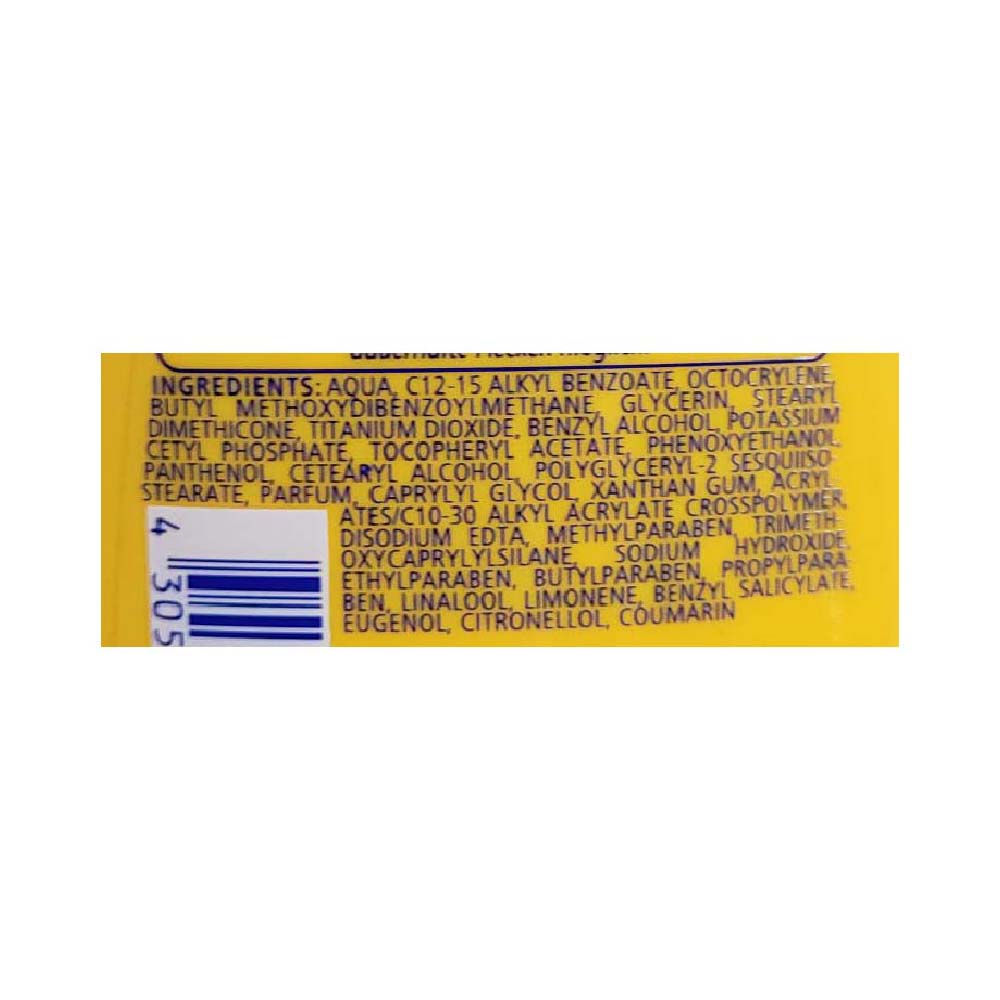 INGREDIENTS: AQUA, C12-15 ALKYL BENZOATE, OCTOCRYLENE,
BUTYL METHOXYDIBENZOYLMETHANE, GLYCERIN, STEARYL
DIMETHICONE, TITANIUM DIOXIDE, BENZYL ALCOHOL, POTASSIUM
CETYL PHOSPHATE, TOCOPHERYL ACETATE, PHENOXYETHANOL,
PANTHENOL, CETEARYL ALCOHOL, POLYGLYCERYL-2 SESQUIISO-
STEARATE, PARFUM, CAPRYLYL GLYCOL, XANTHAN GUM, ACRYL-
ATES/C10-30 ALKYL ACRYLATE CROSSPOLYMER,
DISODIUM EDTA, METHYLPARABEN, TRIMETH-
OXYCAPRYLYLSILANE, SODIUM HYDROXIDE,
ETHYLPARABEN, BUTYLPARABEN, PROPYLPARA-
BEN, LINALOOL, LIMONENE, BENZYL SALICYLATE,
EUGENOL, CITRONELLOL, COUMARIN
4 305